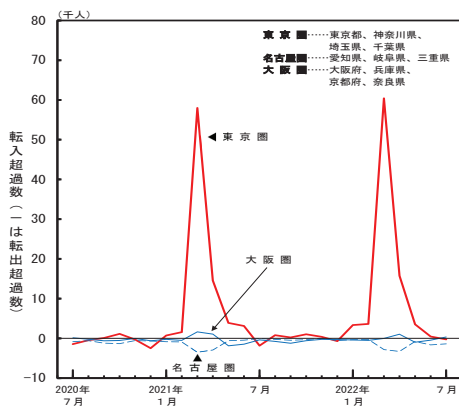 (千人)
80
70
60
50
40
30
20
10
0
−10
転入超過数(−は転出超過数)
東京圏……東京都、神奈川県、
埼玉県、千葉県
名古屋圏……愛知県、岐阜県、三重県
大阪圏……大阪府、兵庫県、
京都府、奈良県
◀東京圏
大阪圏
▲
名古屋圏
2020年 2021年 2022年
7月 1月 7月 1月 7月